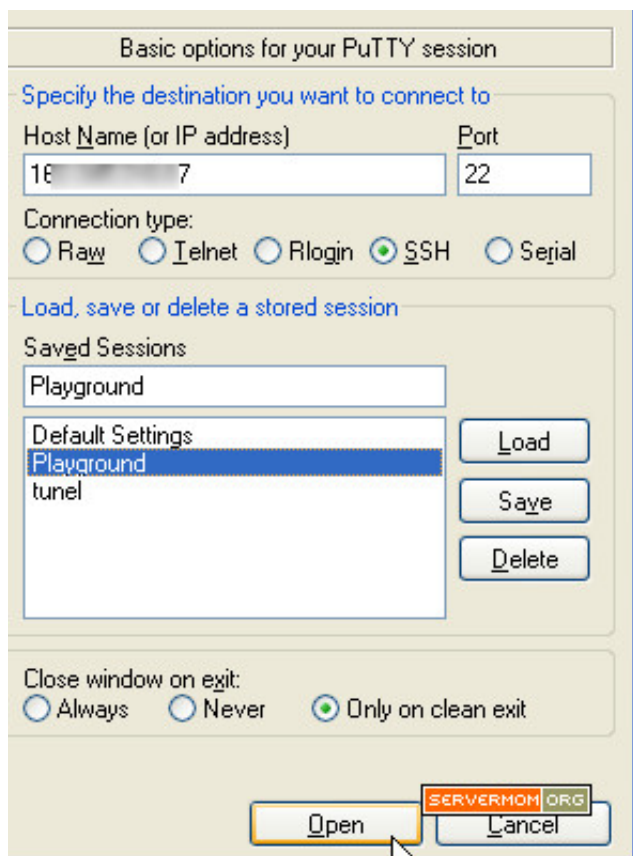 Basic options for your PuTTY session
Specify the destination you want to connect to
Host Name (or IP address) Port
22
Connection type:
Raw Telnet Rlogin SSH Serial
Load, save or delete a stored session
Saved Sessions
Playground
Default Settings
Load
Playground
tunel
Save
Delete
Close window on exit:
Always Never Only on clean exit
SERVERMOM ORG
Open Cancel